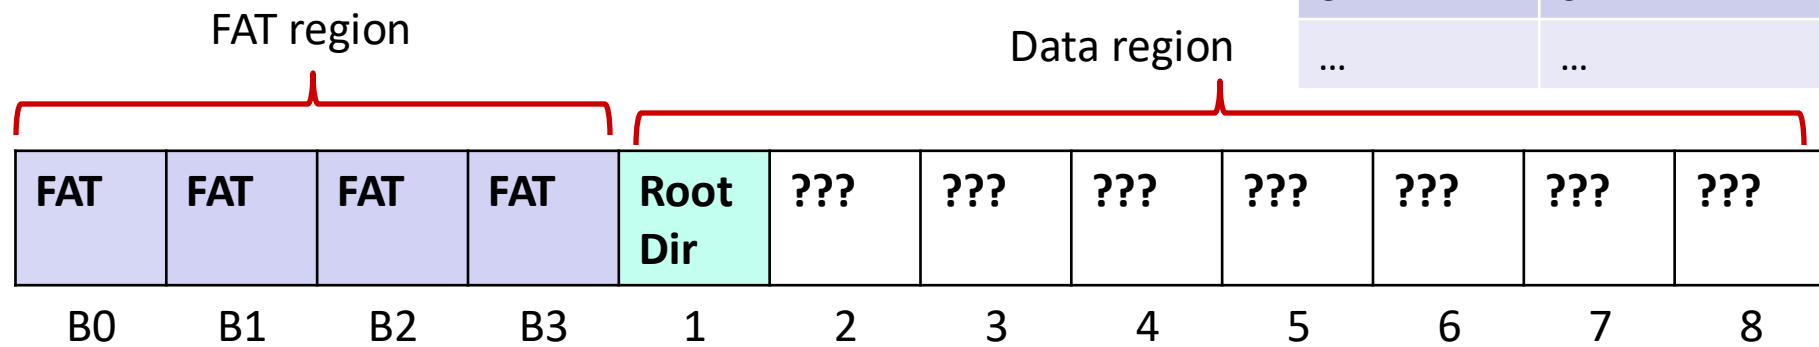 FAT region
Data region
... ...
FAT FAT FAT FAT Root Dir ??? ??? ??? ??? ??? ??? ???
B0 B1 B2 B3 1 2 3 4 5 6 7 8